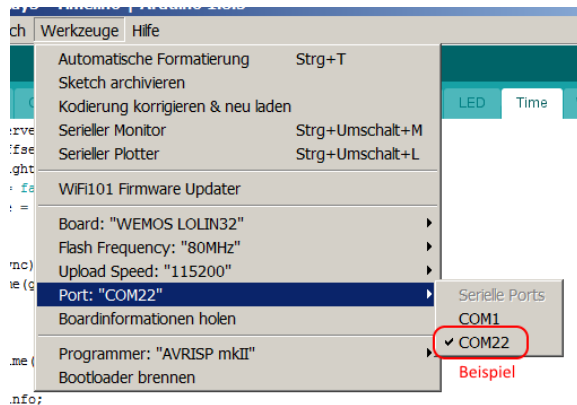 ch Werkzeuge Hilfe
Automatische Formatierung Strg+T
Sketch archivieren
Kodierung korrigieren & neu laden
Serieller Monitor Strg+Umschalt+M
Serieller Plotter Strg+Umschalt+L
WiFi101 Firmware Updater
Board: "WEMOS LOLIN32"
Flash Frequency: "80MHz"
Upload Speed: "115200"
Port: "COM22"
Boardinformationen holen
Programmer: "AVRISP mkII"
Bootloader brennen
LED Time
Serielle Ports
COM1
✓ COM22
Beispiel